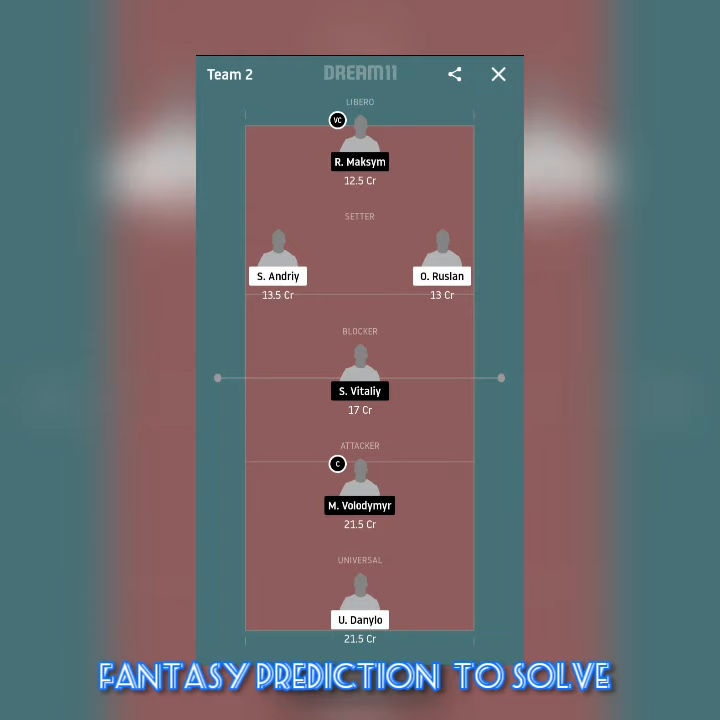 Team 2
DREAM11
LIBERO
VC
R. Maksym
12.5 Cr
SETTER
S. Andriy
O. Ruslan
13.5 Cr
13 Cr
BLOCKER
S. Vitaliy
17 Cr
ATTACKER
C
M. Volodymyr
21.5 Cr
UNIVERSAL
U. Danylo
21.5 Cr
FANTASY PREDICTION TO SOLVE